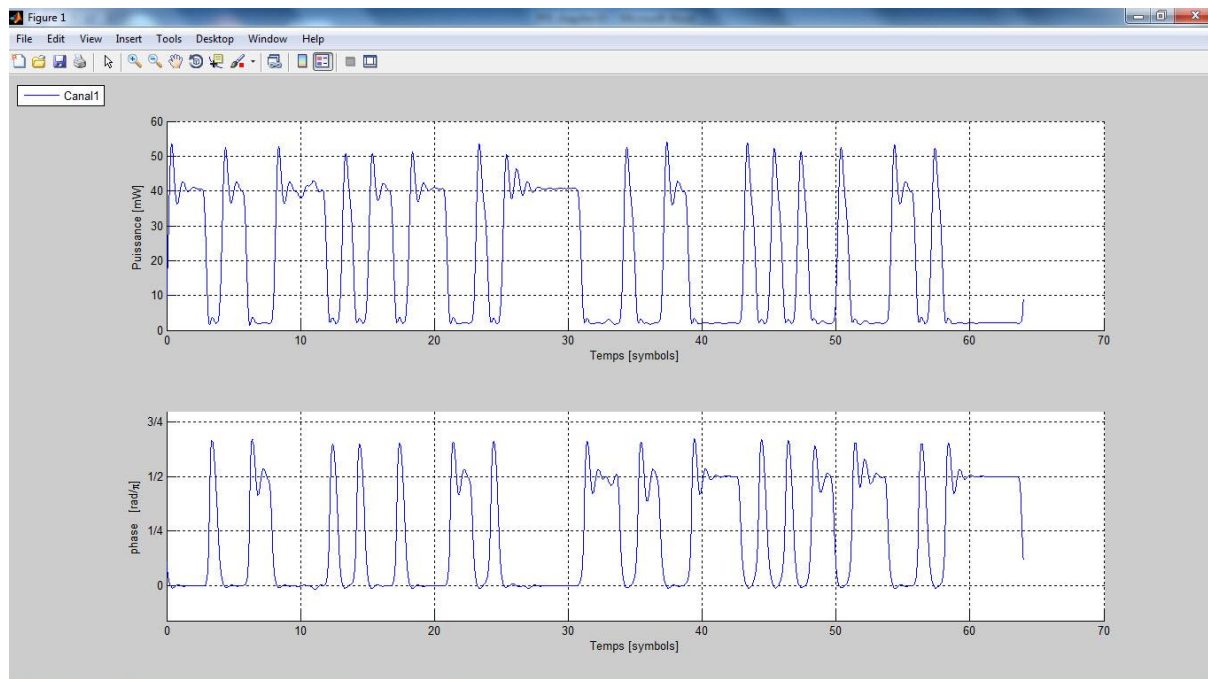 Figure 1
File Edit View Insert Tools Desktop Window Help
Canal1
60
50
40
30
20
10
0
Puissance [mW]
0 10 20 30 40 50 60 70
Temps [symbols]
3/4
1/2
1/4
0
phase [rad/π]
0 10 20 30 40 50 60 70
Temps [symbols]